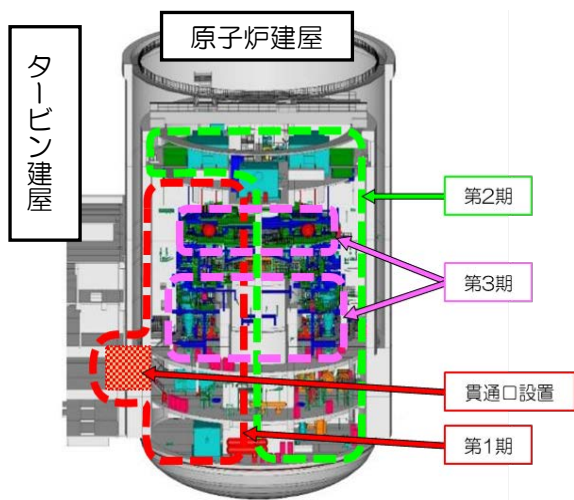 原子炉建屋
タービン建屋
第2期
第3期
貫通口設置
第1期